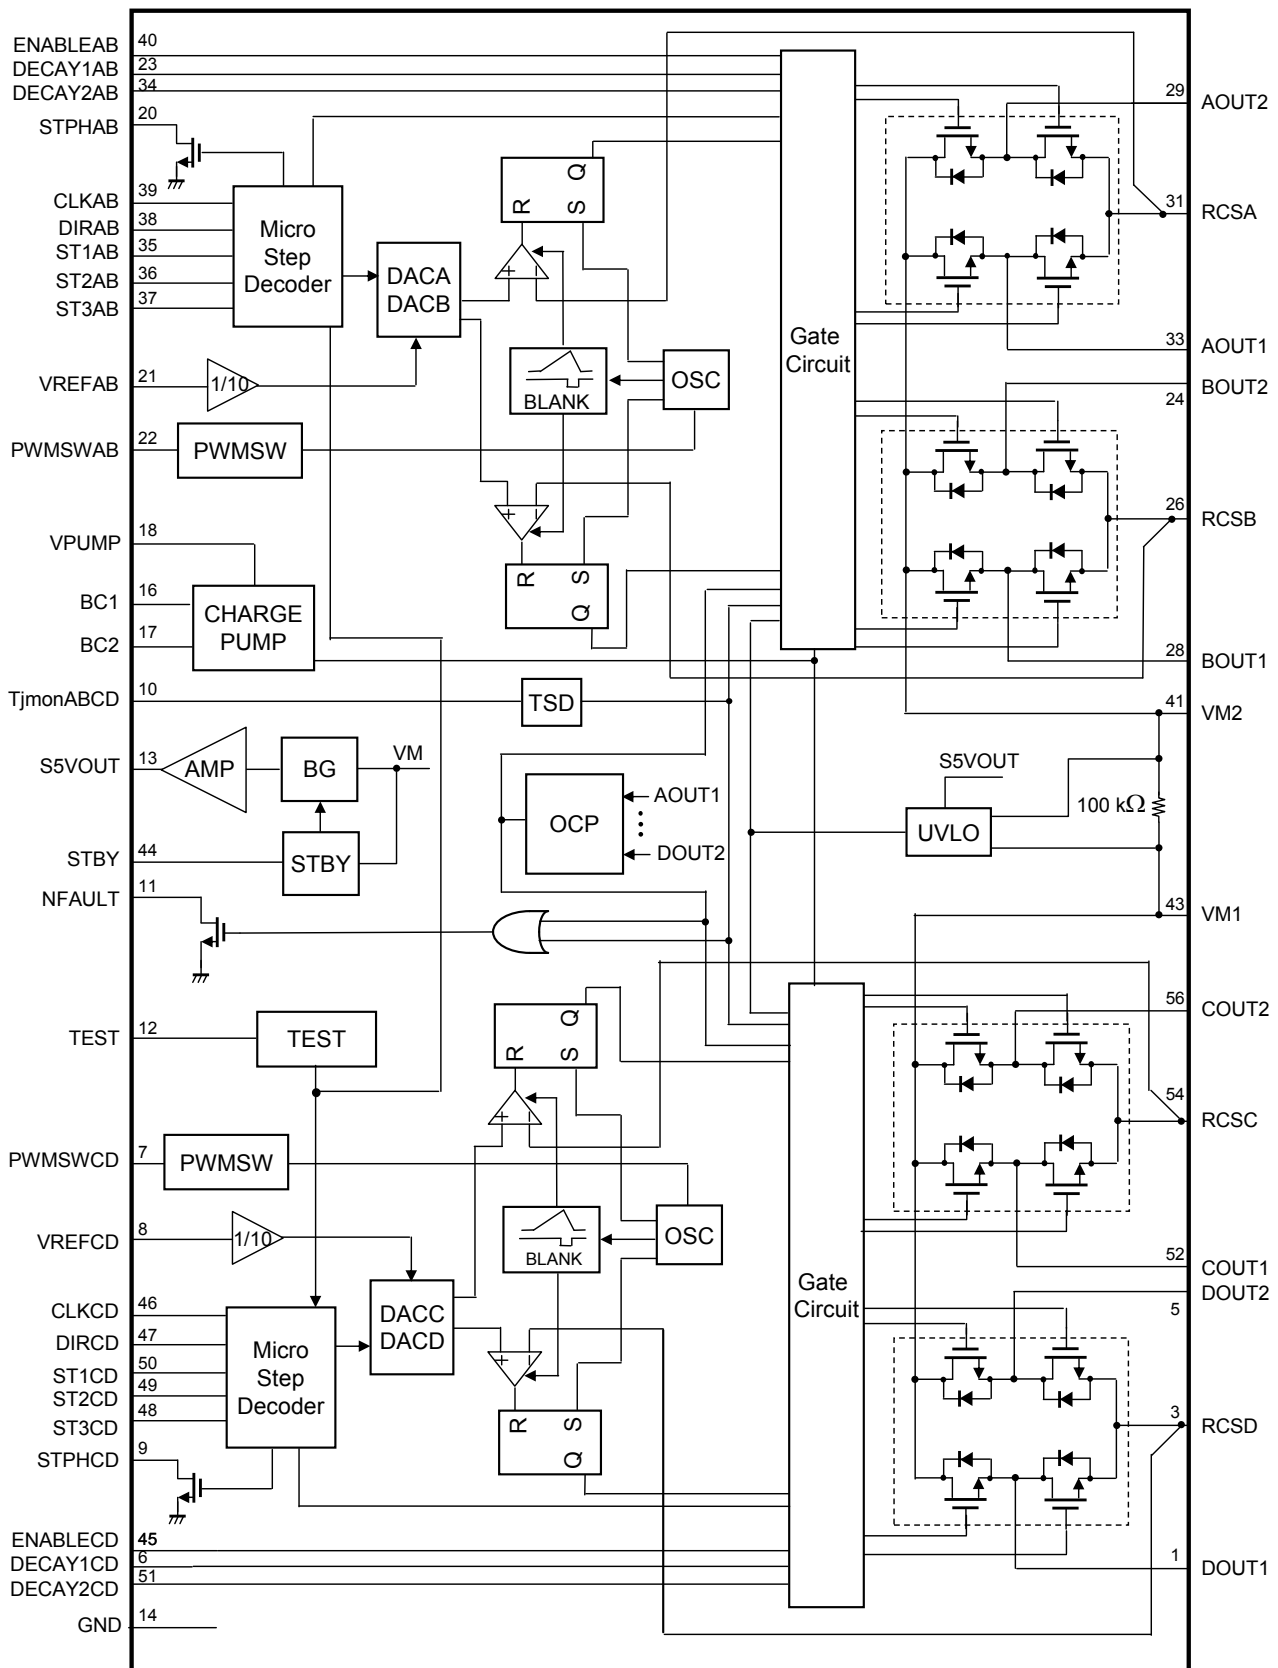 ENABLEAB 40
DECAY1AB 23
DECAY2AB 34
STPHAB 20
CLKAB 39
DIRAB 38
ST1AB 35
ST2AB 36
ST3AB 37
VREFAB 21
PWMSWAB 22
VPUMP 18
BC1 16
BC2 17
TjmonABCD 10
S5VOUT 13
STBY 44
NFAULT 11
TEST 12
PWMSWCD 7
VREFCD 8
CLKCD 46
DIRCD 47
ST1CD 50
ST2CD 49
ST3CD 48
STPHCD 9
ENABLECD 45
DECAY1CD 6
DECAY2CD 51
GND 14
Micro
Step
Decoder
DACA
DACB
1/10
PWMSW
CHARGE
PUMP
TSD
AMP
BG
VM
STBY
TEST
PWMSW
1/10
Micro
Step
Decoder
DACC
DACD
Q
R S
+ −
BLANK
OSC
+ −
R S
Q
OCP
AOUT1
DOUT2
Q
R S
+ −
BLANK
OSC
+ −
R S
Q
Gate
Circuit
Gate
Circuit
S5VOUT
UVLO
100 kΩ
29 AOUT2
31 RCSA
33 AOUT1
BOUT2
24
26 RCSB
28 BOUT1
41 VM2
43 VM1
56 COUT2
54 RCSC
52 COUT1
DOUT2
5
3 RCSD
1 DOUT1